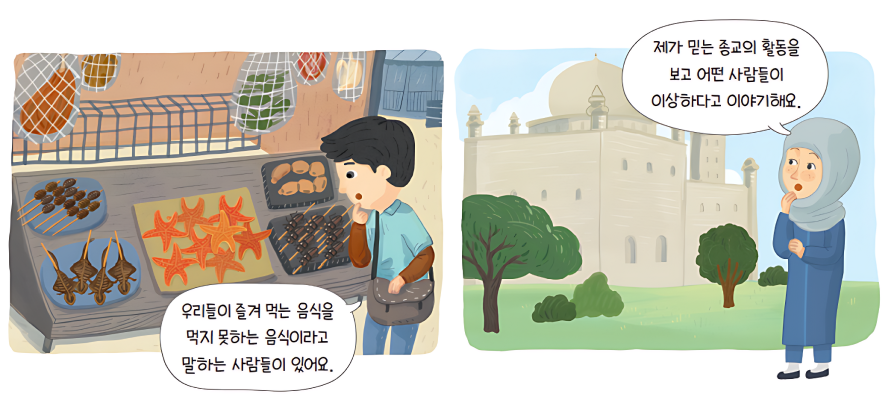 우리들이 즐겨 먹는 음식을
먹지 못하는 음식이라고
말하는 사람들이 있어요.
제가 믿는 종교의 활동을
보고 어떤 사람들이
이상하다고 이야기해요.